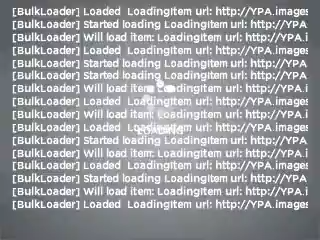 [BulkLoader] Loaded LoadingItem url: http://YPA.images
[BulkLoader] Started loading LoadingItem url: http://YPA
[BulkLoader] Will load item: LoadingItem url: http://YPA.i
[BulkLoader] Loaded LoadingItem url: http://YPA.images
[BulkLoader] Started loading LoadingItem url: http://YPA
[BulkLoader] Started loading LoadingItem url: http://YPA
[BulkLoader] Will load item: LoadingItem url: http://YPA.i
[BulkLoader] Loaded LoadingItem url: http://YPA.images
[BulkLoader] Will load item: LoadingItem url: http://YPA.i
[BulkLoader] Loaded LoadingItem url: http://YPA.images
LOADING
[BulkLoader] Started loading LoadingItem url: http://YPA
[BulkLoader] Will load item: LoadingItem url: http://YPA.i
[BulkLoader] Loaded LoadingItem url: http://YPA.images
[BulkLoader] Started loading LoadingItem url: http://YPA
[BulkLoader] Will load item: LoadingItem url: http://YPA.i
[BulkLoader] Loaded LoadingItem url: http://YPA.images